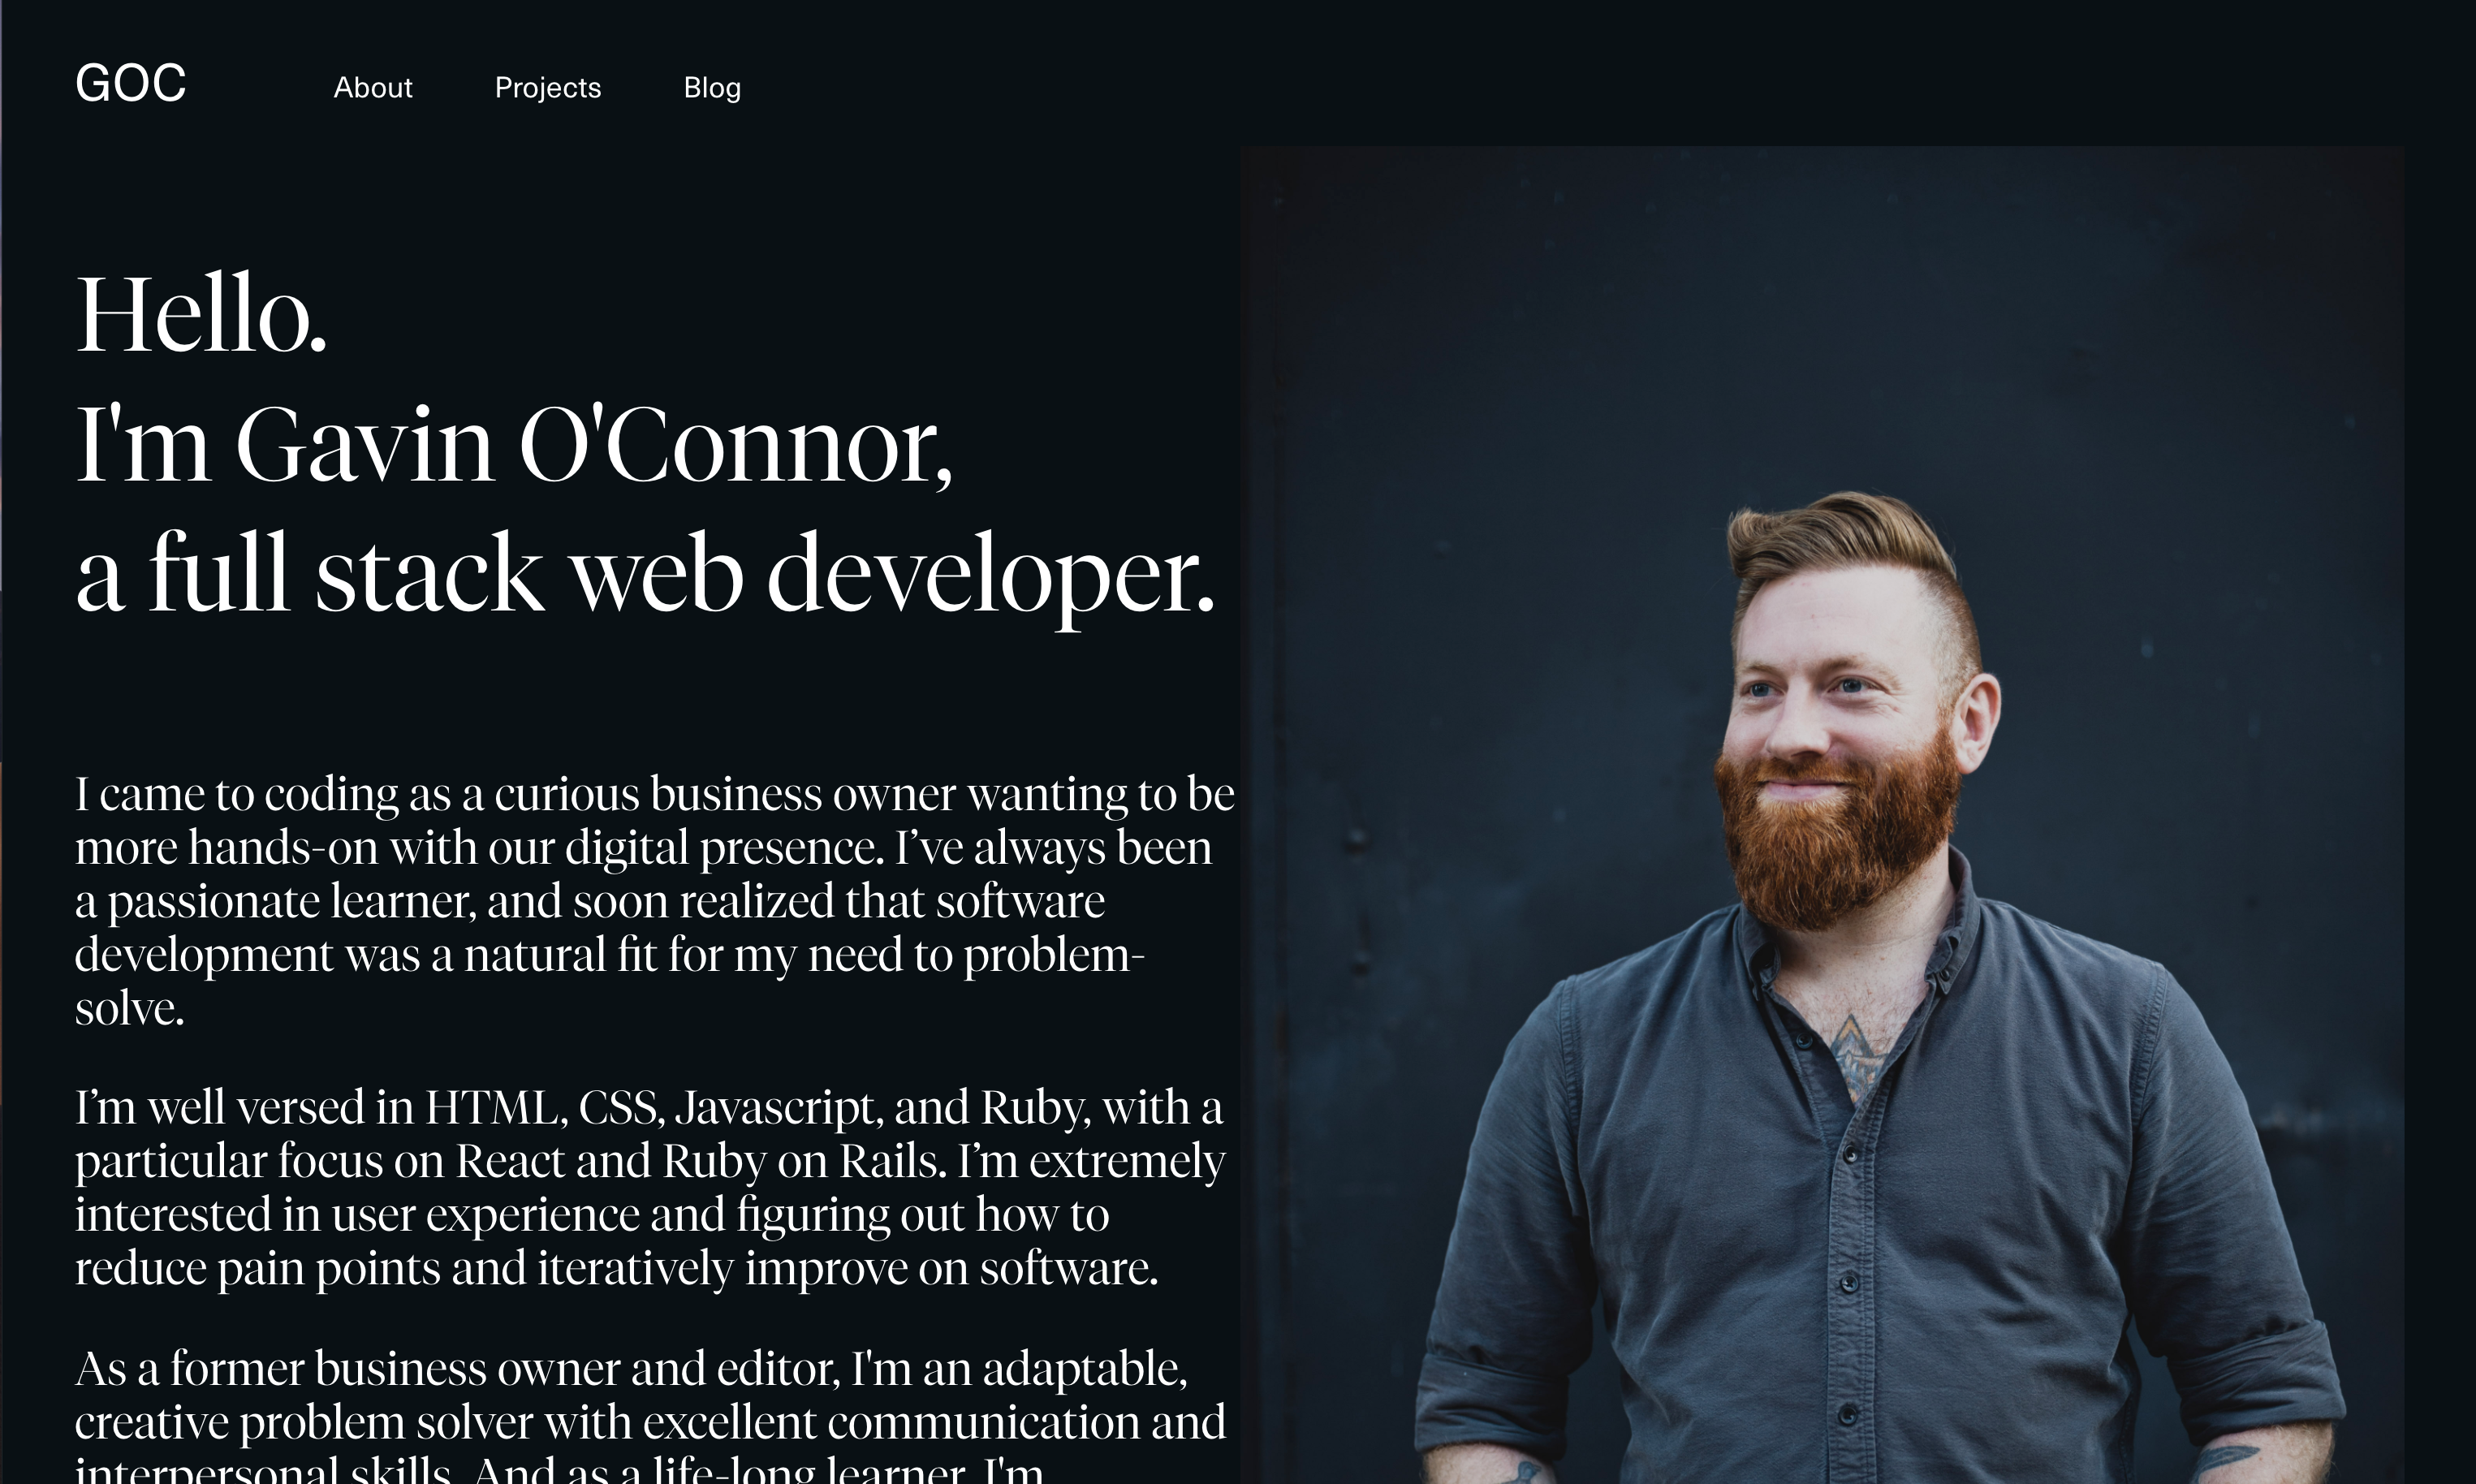 GOC About Projects Blog
Hello.
I'm Gavin O'Connor,
a full stack web developer.
I came to coding as a curious business owner wanting to be
more hands-on with our digital presence. I’ve always been
a passionate learner, and soon realized that software
development was a natural fit for my need to problem-
solve.
I’m well versed in HTML, CSS, Javascript, and Ruby, with a
particular focus on React and Ruby on Rails. I’m extremely
interested in user experience and figuring out how to
reduce pain points and iteratively improve on software.
As a former business owner and editor, I'm an adaptable,
creative problem solver with excellent communication and
interpersonal skills. And as a life-long learner, I'm